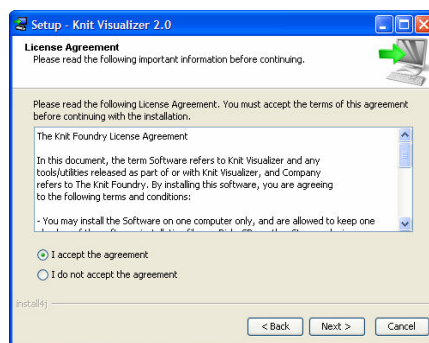 Setup - Knit Visualizer 2.0
License Agreement
Please read the following important information before continuing.
Please read the following License Agreement. You must accept the terms of this agreement
before continuing with the installation.
The Knit Foundry License Agreement
In this document, the term Software refers to Knit Visualizer and any
tools/utilities released as part of or with Knit Visualizer, and Company
refers to The Knit Foundry. By installing this software, you are agreeing
to the following terms and conditions:
- You may install the Software on one computer only, and are allowed to keep one
I accept the agreement
I do not accept the agreement
install4j
< Back
Next >
Cancel